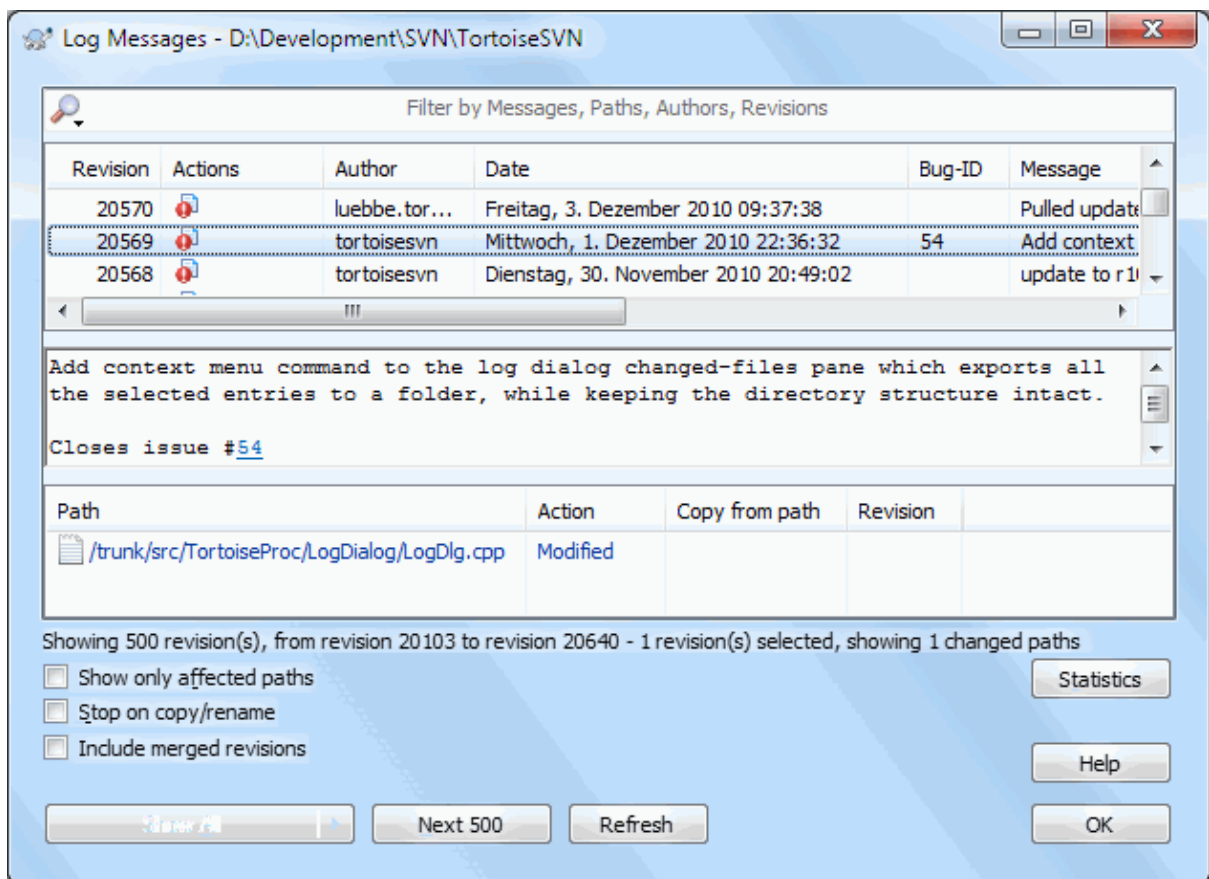 Log Messages - D:\Development\SVN\TortoiseSVN
Filter by Messages, Paths, Authors, Revisions
Revision Actions Author Date Bug-ID Message
20570 luebbe.tor... Freitag, 3. Dezember 2010 09:37:38 Pulled update
20569 tortoisesvn Mittwoch, 1. Dezember 2010 22:36:32 54 Add context
20568 tortoisesvn Dienstag, 30. November 2010 20:49:02 update to
Add context menu command to the log dialog changed-files pane which exports all
the selected entries to a folder, while keeping the directory structure intact.
Closes issue #54
Path Action Copy from path Revision
/trunk/src/TortoiseProc/LogDialog/LogDlg.cpp Modified
Showing 500 revision(s), from revision 20103 to revision 20640 - 1 revision(s) selected, showing 1 changed paths
Show only affected paths
Statistics
Stop on copy/rename
Include merged revisions
Help
Next 500 Refresh OK